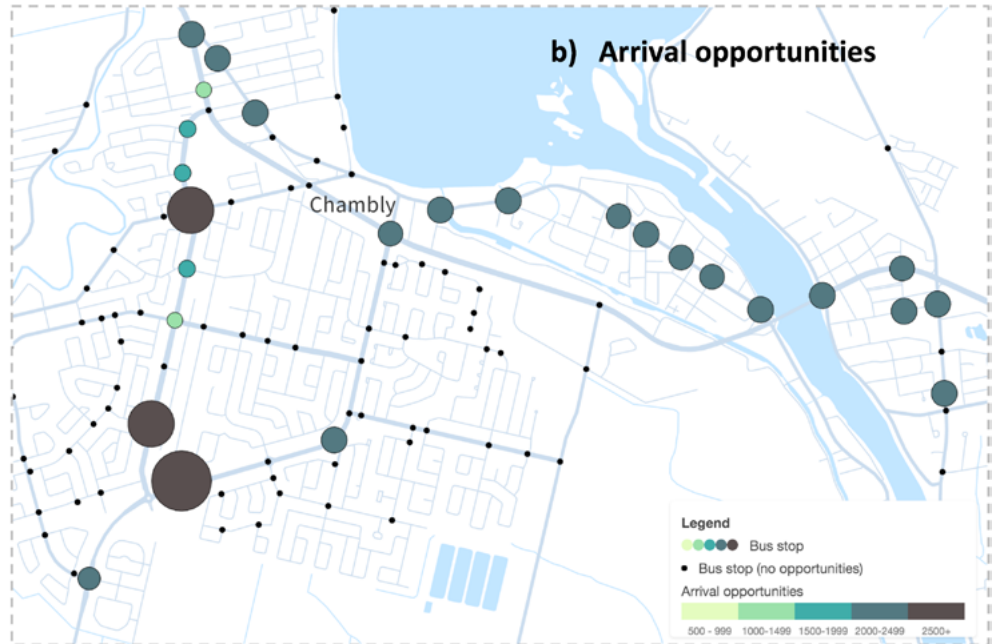 b) Arrival opportunities
Chambly
Legend
Bus stop
Bus stop (no opportunities)
Arrival opportunities
500 - 999 1000-1499 1500-1999 2000-2499 2500+